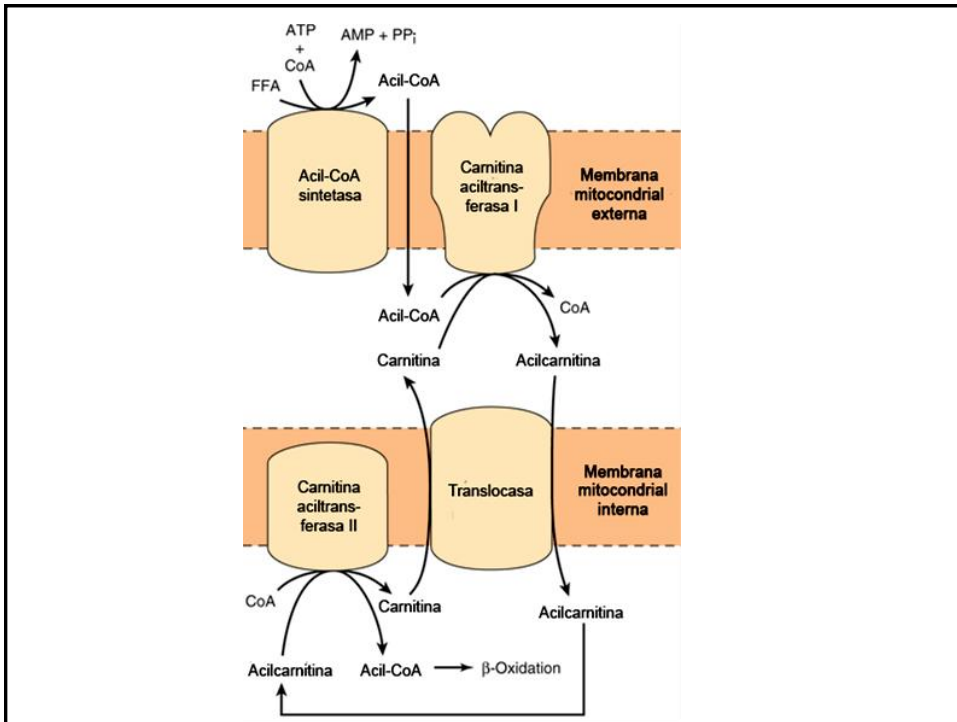 ATP
+
CoA
AMP + PPi
FFA
Acil-CoA
Acil-CoA
sintetasa
Carnitina
aciltrans-
ferasa I
Membrana
mitocondrial
externa
Acil-CoA
CoA
Carnitina
Acilcarnitina
Carnitina
aciltrans-
ferasa II
Translocasa
Membrana
mitocondrial
interna
CoA
Carnitina
Acilcarnitina
Acilcarnitina
Acil-CoA
β-Oxidation